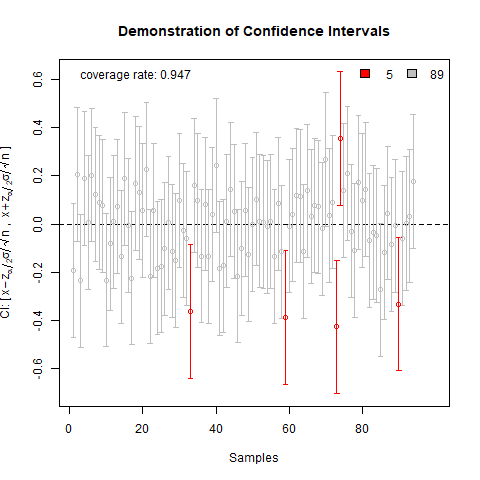 Demonstration of Confidence Intervals
coverage rate: 0.947
5
89
CI: [ x−zα/2σ/√n , x+zα/2σ/√n ]
0.6
0.4
0.2
0.0
-0.2
-0.4
-0.6
0 20 40 60 80
Samples